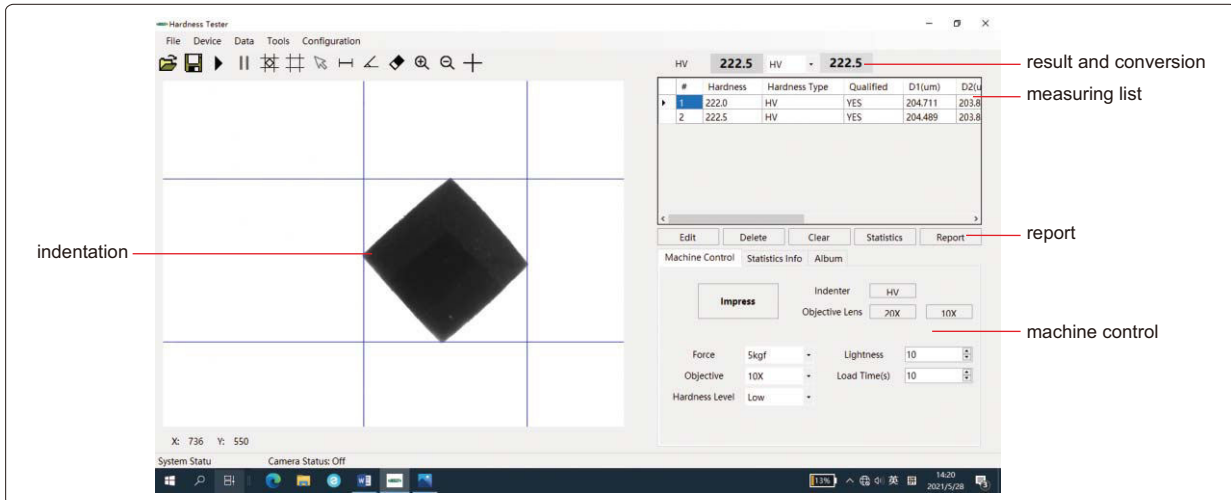 Hardness Tester
File Device Data Tools Configuration
HV 222.5 HV 222.5
result and conversion
# Hardness Hardness Type Qualified D1(um) D2(u
measuring list
1 222.0 HV YES 204.711 203.8
2 222.5 HV YES 204.489 203.8
Edit Delete Clear Statistics Report
report
indentation
Machine Control Statistics Info Album
Impress
Indenter HV
Objective Lens 20X 10X
machine control
Force 5kgf Lightness 10
Objective 10X Load Time(s) 10
Hardness Level Low
X: 736 Y: 550
System Statu Camera Status: Off
13% 英 14:20
2021/5/28